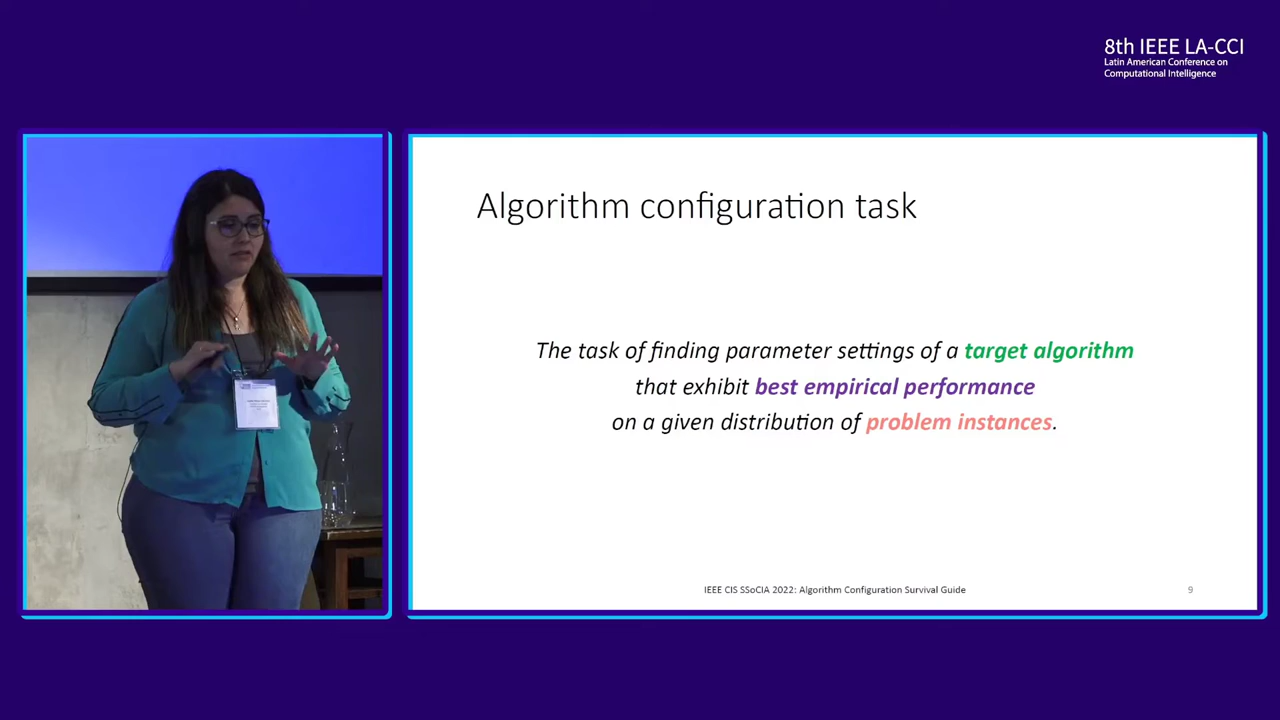 8th IEEE LA-CCI
Latin American Conference on
Computational Intelligence
Algorithm configuration task
The task of finding parameter settings of a target algorithm
that exhibit best empirical performance
on a given distribution of problem instances.
IEEE CIS SSoCIA 2022: Algorithm Configuration Survival Guide
9